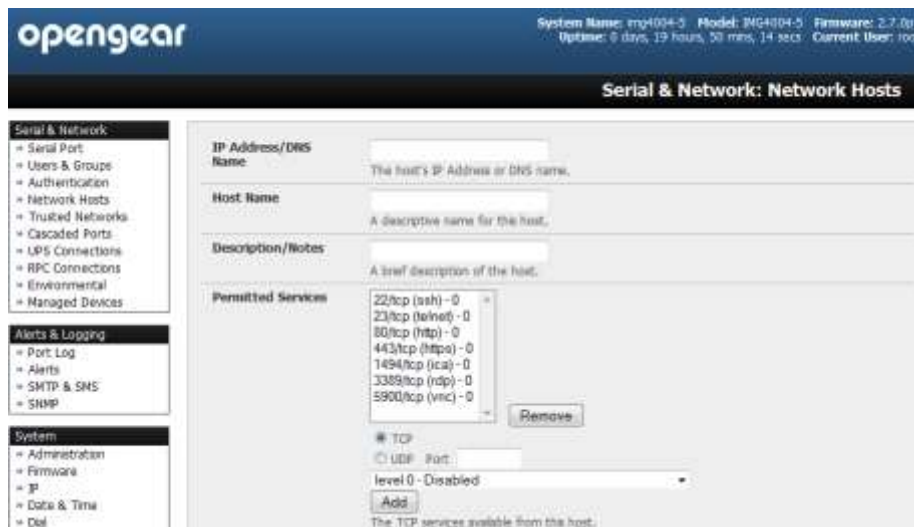 opengear
System Name: img4004-5 Model: IMG4004-5 Firmware: 2.7.0
Uptime: 0 days, 19 hours, 50 mins, 14 secs Current User:
Serial & Network: Network Hosts
Serial & Network
Serial Port
Users & Groups
Authentication
Network Hosts
Trusted Networks
Cascaded Ports
UPS Connections
RPC Connections
Environmental
Managed Devices
Alerts & Logging
Port Log
Alerts
SMTP & SMS
SNMP
System
Administration
Firmware
IP
Date & Time
Dial
IP Address/DNS Name
The host's IP Address or DNS name.
Host Name
A descriptive name for the host.
Description/Notes
A brief description of the host.
Permitted Services
22/tcp (ssh) - 0
23/tcp (telnet) - 0
80/tcp (http) - 0
443/tcp (https) - 0
1494/tcp (ica) - 0
3389/tcp (rdp) - 0
5900/tcp (vnc) - 0
Remove
TCP
UDP Port
level 0 - Disabled
Add
The TCP services available from this host.